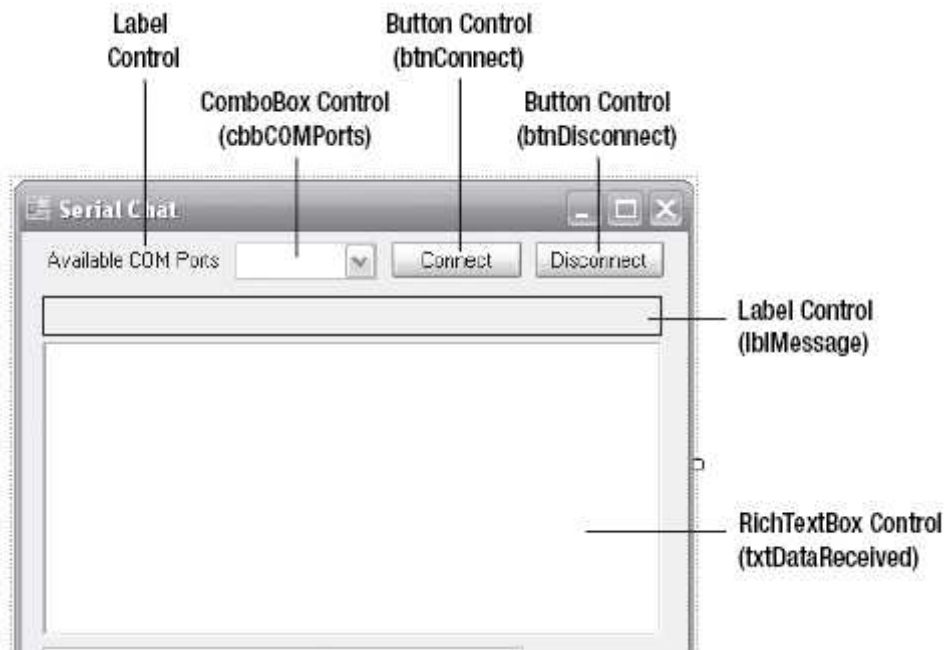 Label
Control
Button Control
(btnConnect)
ComboBox Control
(cbbCOMPorts)
Button Control
(btnDisconnect)
Serial Chat
Available COM Ports
Connect
Disconnect
Label Control
(lblMessage)
RichTextBox Control
(txtDataReceived)